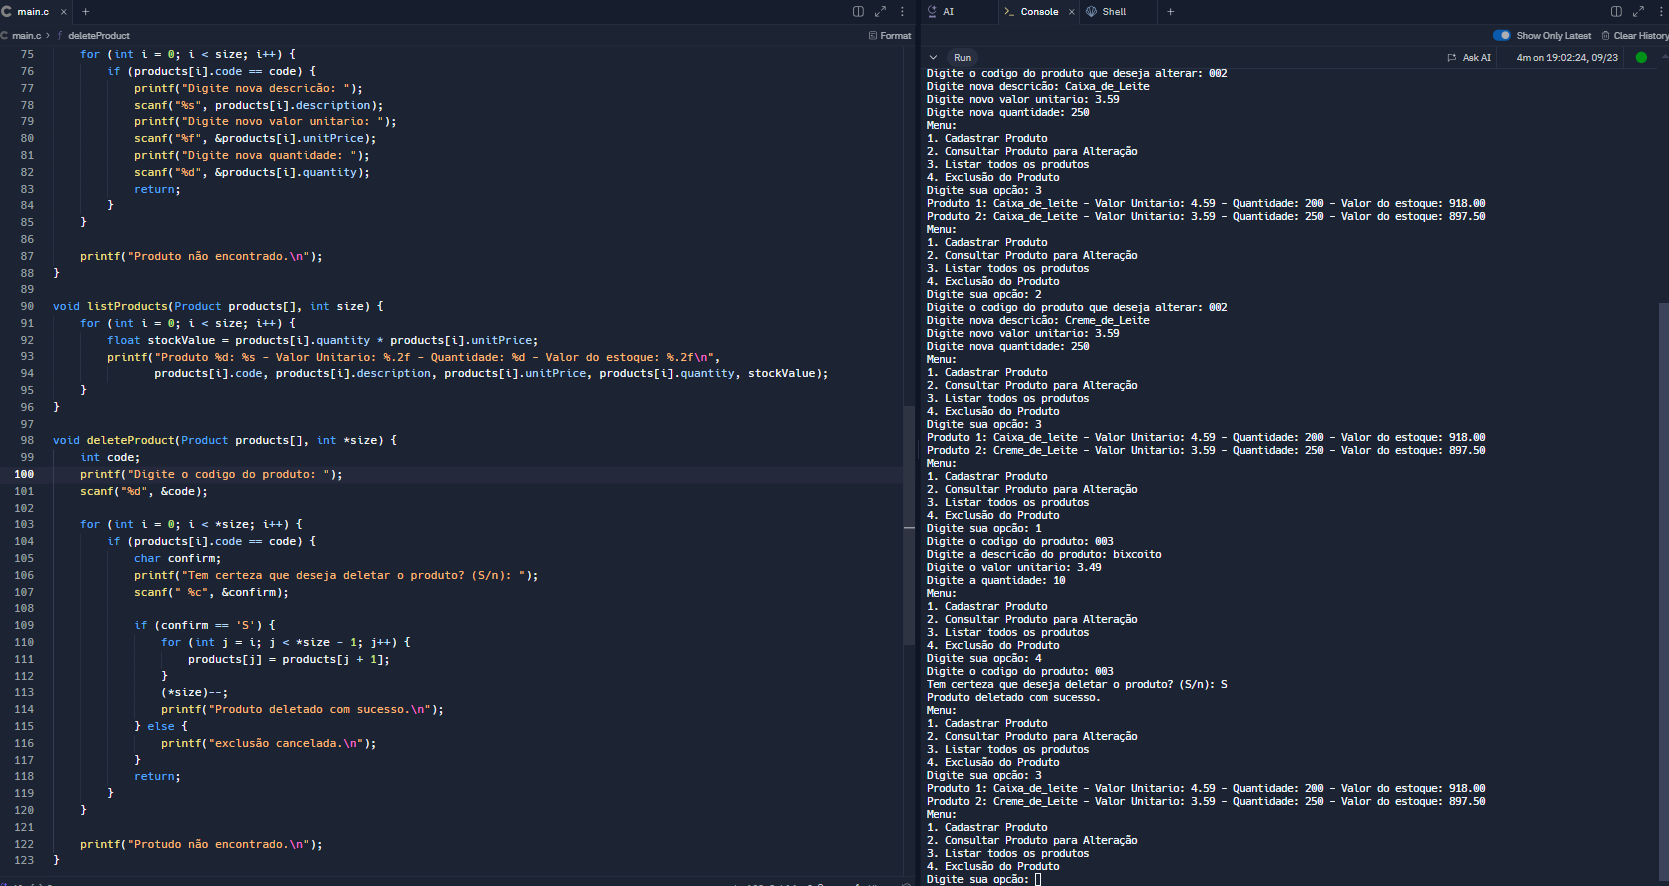 main.c × +
main.c > f deleteProduct
Format
75 for (int i = 0; i < size; i++) {
76 if (products[i].code == code) {
77 printf("Digite nova descricão: ");
78 scanf("%s", products[i].description);
79 printf("Digite novo valor unitario: ");
80 scanf("%f", &products[i].unitPrice);
81 printf("Digite nova quantidade: ");
82 scanf("%d", &products[i].quantity);
83 return;
84 }
85 }
86
87 printf("Produto não encontrado.\n");
88 }
89
90 void listProducts(Product products[], int size) {
91 for (int i = 0; i < size; i++) {
92 float stockValue = products[i].quantity * products[i].unitPrice;
93 printf("Produto %d: %s - Valor Unitario: %.2f - Quantidade: %d - Valor do estoque: %.2f\n",
94 products[i].code, products[i].description, products[i].unitPrice, products[i].quantity, stockValue);
95 }
96 }
97
98 void deleteProduct(Product products[], int *size) {
99 int code;
100 printf("Digite o codigo do produto: ");
101 scanf("%d", &code);
102
103 for (int i = 0; i < *size; i++) {
104 if (products[i].code == code) {
105 char confirm;
106 printf("Tem certeza que deseja deletar o produto? (S/n): ");
107 scanf(" %c", &confirm);
108
109 if (confirm == 'S') {
110 for (int j = i; j < *size - 1; j++) {
111 products[j] = products[j + 1];
112 }
113 (*size)--;
114 printf("Produto deletado com sucesso.\n");
115 } else {
116 printf("exclusão cancelada.\n");
117 }
118 return;
119 }
120 }
121
122 printf("Protudo não encontrado.\n");
123 }
AI
Console ×
Shell
+
Show Only Latest
Clear History
Run
Ask AI
4m on 19:02:24, 09/23
Digite o codigo do produto que deseja alterar: 002
Digite nova descricão: Caixa_de_Leite
Digite novo valor unitario: 3.59
Digite nova quantidade: 250
Menu:
1. Cadastrar Produto
2. Consultar Produto para Alteração
3. Listar todos os produtos
4. Exclusão do Produto
Digite sua opcão: 3
Produto 1: Caixa_de_leite - Valor Unitario: 4.59 - Quantidade: 200 - Valor do estoque: 918.00
Produto 2: Caixa_de_Leite - Valor Unitario: 3.59 - Quantidade: 250 - Valor do estoque: 897.50
Menu:
1. Cadastrar Produto
2. Consultar Produto para Alteração
3. Listar todos os produtos
4. Exclusão do Produto
Digite sua opcão: 2
Digite o codigo do produto que deseja alterar: 002
Digite nova descricão: Creme_de_Leite
Digite novo valor unitario: 3.59
Digite nova quantidade: 250
Menu:
1. Cadastrar Produto
2. Consultar Produto para Alteração
3. Listar todos os produtos
4. Exclusão do Produto
Digite sua opcão: 3
Produto 1: Caixa_de_leite - Valor Unitario: 4.59 - Quantidade: 200 - Valor do estoque: 918.00
Produto 2: Creme_de_Leite - Valor Unitario: 3.59 - Quantidade: 250 - Valor do estoque: 897.50
Menu:
1. Cadastrar Produto
2. Consultar Produto para Alteração
3. Listar todos os produtos
4. Exclusão do Produto
Digite sua opcão: 1
Digite o codigo do produto: 003
Digite a descricão do produto: bixcoito
Digite o valor unitario: 3.49
Digite a quantidade: 10
Menu:
1. Cadastrar Produto
2. Consultar Produto para Alteração
3. Listar todos os produtos
4. Exclusão do Produto
Digite sua opcão: 4
Digite o codigo do produto: 003
Tem certeza que deseja deletar o produto? (S/n): S
Produto deletado com sucesso.
Menu:
1. Cadastrar Produto
2. Consultar Produto para Alteração
3. Listar todos os produtos
4. Exclusão do Produto
Digite sua opcão: 3
Produto 1: Caixa_de_leite - Valor Unitario: 4.59 - Quantidade: 200 - Valor do estoque: 918.00
Produto 2: Creme_de_Leite - Valor Unitario: 3.59 - Quantidade: 250 - Valor do estoque: 897.50
Menu:
1. Cadastrar Produto
2. Consultar Produto para Alteração
3. Listar todos os produtos
4. Exclusão do Produto
Digite sua opcão: